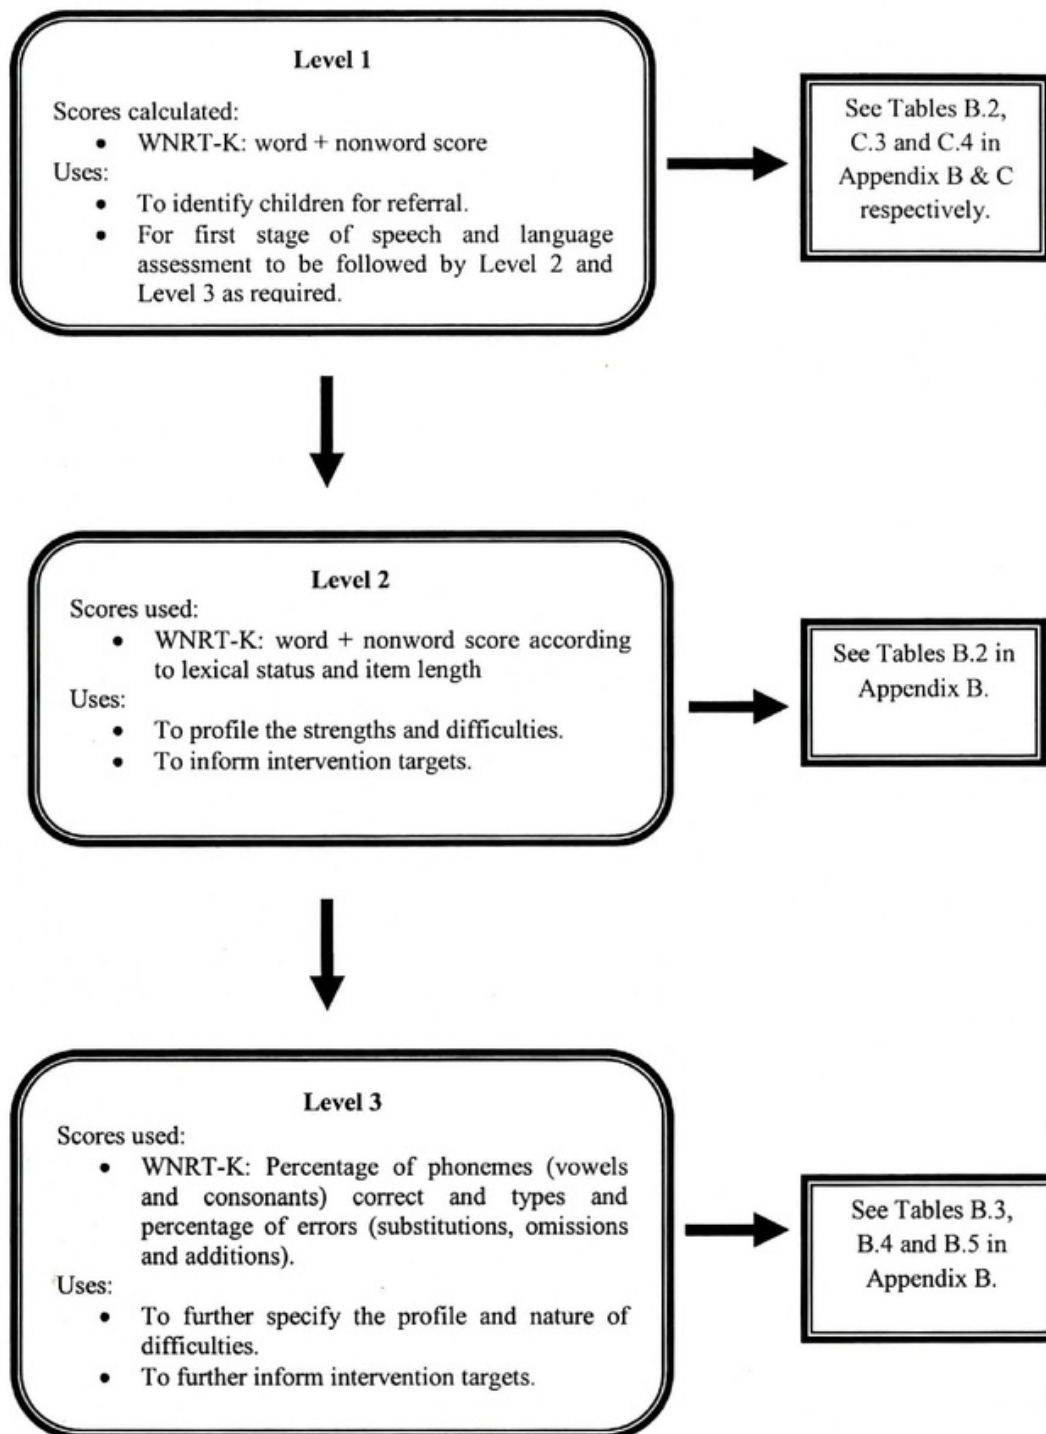 Level 1
Scores calculated:
• WNRT-K: word + nonword score
Uses:
• To identify children for referral.
• For first stage of speech and language
assessment to be followed by Level 2 and
Level 3 as required.
See Tables B.2,
C.3 and C.4 in
Appendix B & C
respectively.
Level 2
Scores used:
• WNRT-K: word + nonword score according
to lexical status and item length
Uses:
• To profile the strengths and difficulties.
• To inform intervention targets.
See Tables B.2 in
Appendix B.
Level 3
Scores used:
• WNRT-K: Percentage of phonemes (vowels
and consonants) correct and types and
percentage of errors (substitutions, omissions
and additions).
Uses:
• To further specify the profile and nature of
difficulties.
• To further inform intervention targets.
See Tables B.3,
B.4 and B.5 in
Appendix B.